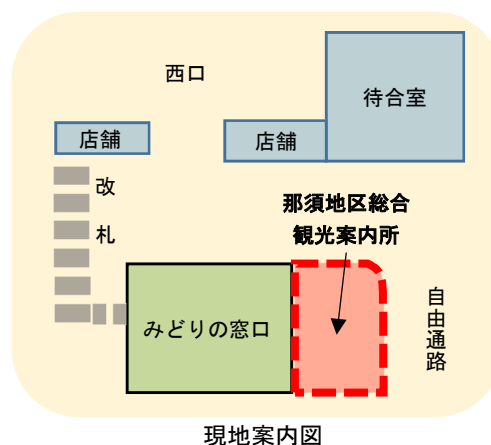 西口
待合室
店舗
店舗
改
札
那須地区総合
観光案内所
みどりの窓口
自由通路
現地案内図